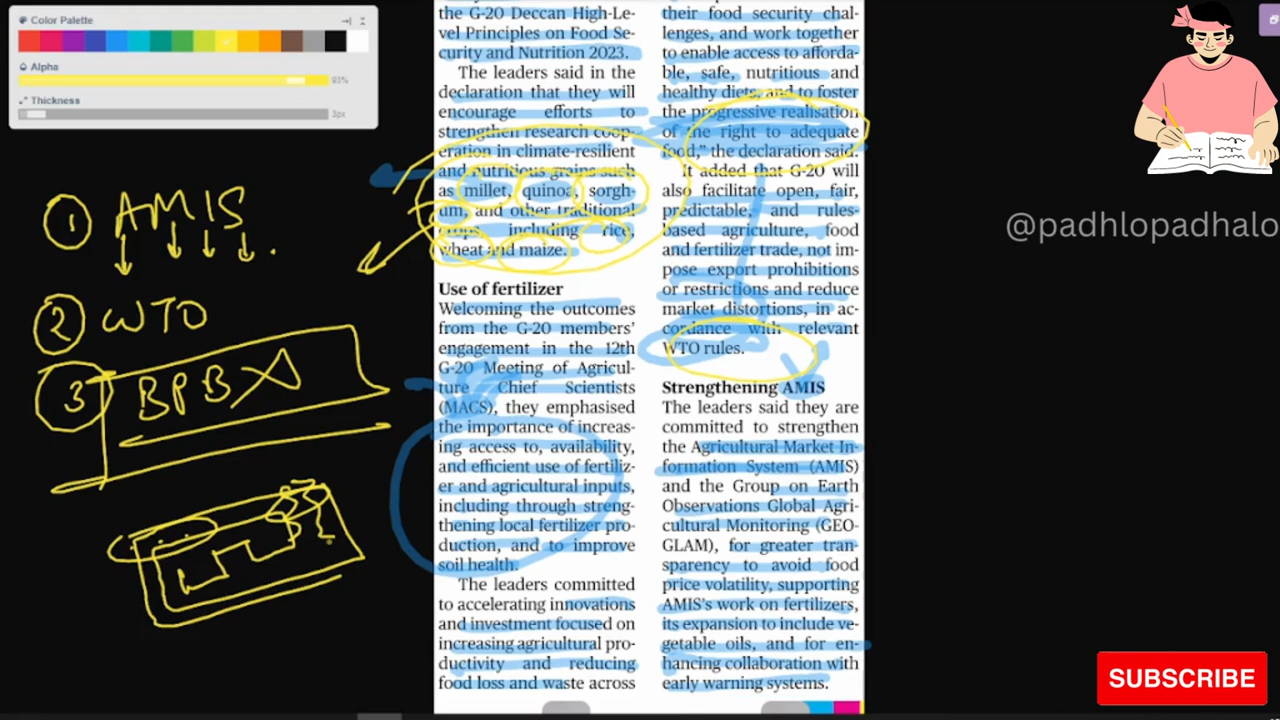 Color Palette
Alpha
93%
Thickness
3px
1 AMIS
2 WTO
3 BPBX
the G-20 Deccan High-Le-
vel Principles on Food Se-
curity and Nutrition 2023.
The leaders said in the
declaration that they will
encourage efforts to
strengthen research coop-
eration in climate-resilient
and nutritious grains such
as millet, quinoa, sorgh-
um, and other traditional
crops including rice,
wheat and maize.
Use of fertilizer
Welcoming the outcomes
from the G-20 members'
engagement in the 12th
G-20 Meeting of Agricul-
ture Chief Scientists
(MACS), they emphasised
the importance of increas-
ing access to, availability,
and efficient use of fertiliz-
er and agricultural inputs,
including through streng-
thening local fertilizer pro-
duction, and to improve
soil health.
The leaders committed
to accelerating innovations
and investment focused on
increasing agricultural pro-
ductivity and reducing
food loss and waste across
their food security chal-
lenges, and work together
to enable access to afforda-
ble, safe, nutritious and
healthy diets, and to foster
the progressive realisation
of the right to adequate
food,” the declaration said.
It added that G-20 will
also facilitate open, fair,
predictable, and rules-
based agriculture, food
and fertilizer trade, not im-
pose export prohibitions
or restrictions and reduce
market distortions, in ac-
cordance with relevant
WTO rules.
Strengthening AMIS
The leaders said they are
committed to strengthen
the Agricultural Market In-
formation System (AMIS)
and the Group on Earth
Observations Global Agri-
cultural Monitoring (GEO-
GLAM), for greater tran-
sparency to avoid food
price volatility, supporting
AMIS's work on fertilizers,
its expansion to include ve-
getable oils, and for en-
hancing collaboration with
early warning systems.
@padhlopadhalo
SUBSCRIBE